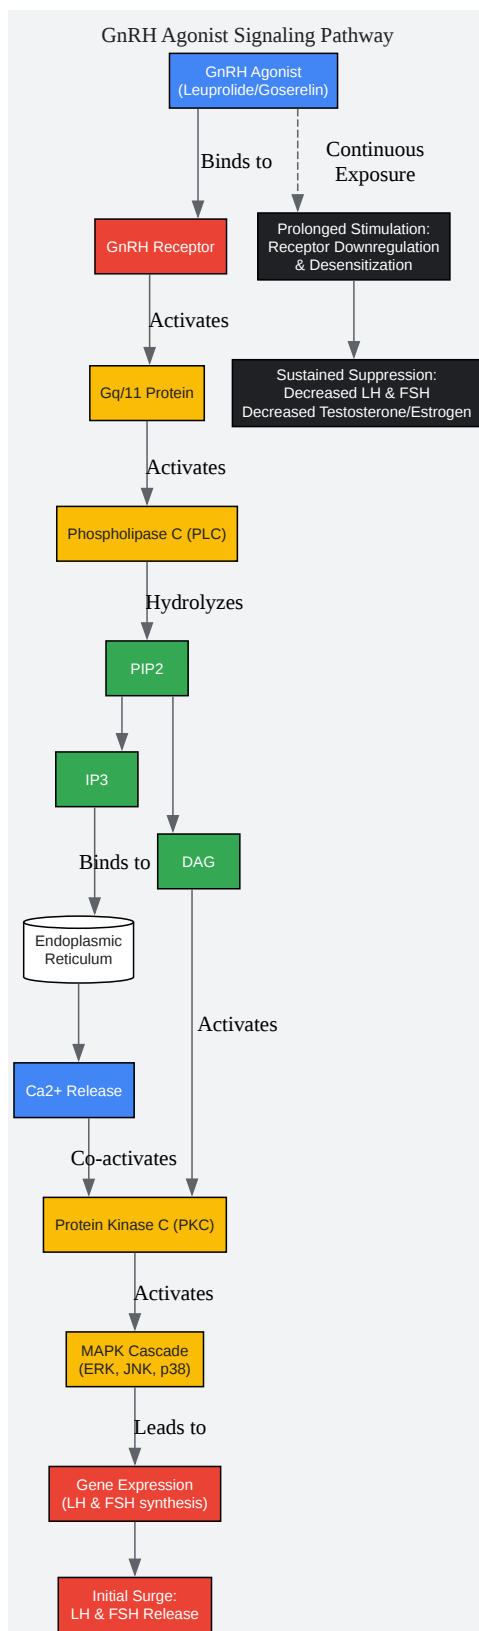 GnRH Agonist Signaling Pathway
GnRH Agonist
(Leuprolide/Goserelin)
Binds to
Continuous
Exposure
GnRH Receptor
Prolonged Stimulation:
Receptor Downregulation
& Desensitization
Activates
Gq/11 Protein
Sustained Suppression:
Decreased LH & FSH
Decreased Testosterone/Estrogen
Activates
Phospholipase C (PLC)
Hydrolyzes
PIP2
IP3
Binds to
DAG
Endoplasmic
Reticulum
Activates
Ca2+ Release
Co-activates
Protein Kinase C (PKC)
Activates
MAPK Cascade
(ERK, JNK, p38)
Leads to
Gene Expression
(LH & FSH synthesis)
Initial Surge:
LH & FSH Release